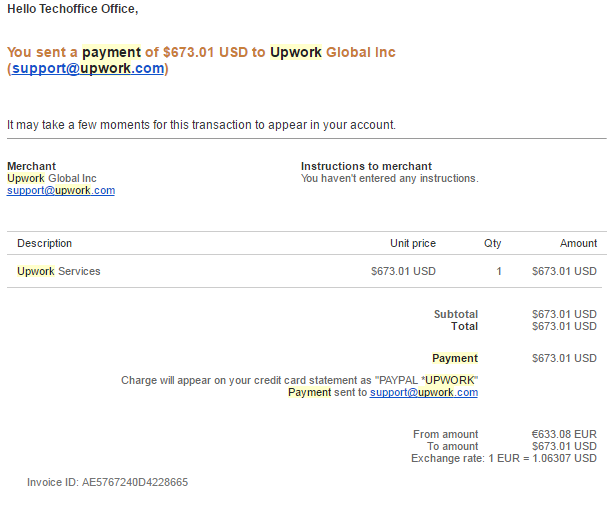 Hello Techoffice Office,
You sent a payment of $673.01 USD to Upwork Global Inc
(support@upwork.com)
It may take a few moments for this transaction to appear in your account.
Merchant
Upwork Global Inc
support@upwork.com
Instructions to merchant
You haven't entered any instructions.
Description Unit price Qty Amount
Upwork Services $673.01 USD 1 $673.01 USD
Subtotal $673.01 USD
Total $673.01 USD
Payment $673.01 USD
Charge will appear on your credit card statement as "PAYPAL *UPWORK"
Payment sent to support@upwork.com
From amount €633.08 EUR
To amount $673.01 USD
Exchange rate: 1 EUR = 1.06307 USD
Invoice ID: AE5767240D4228665